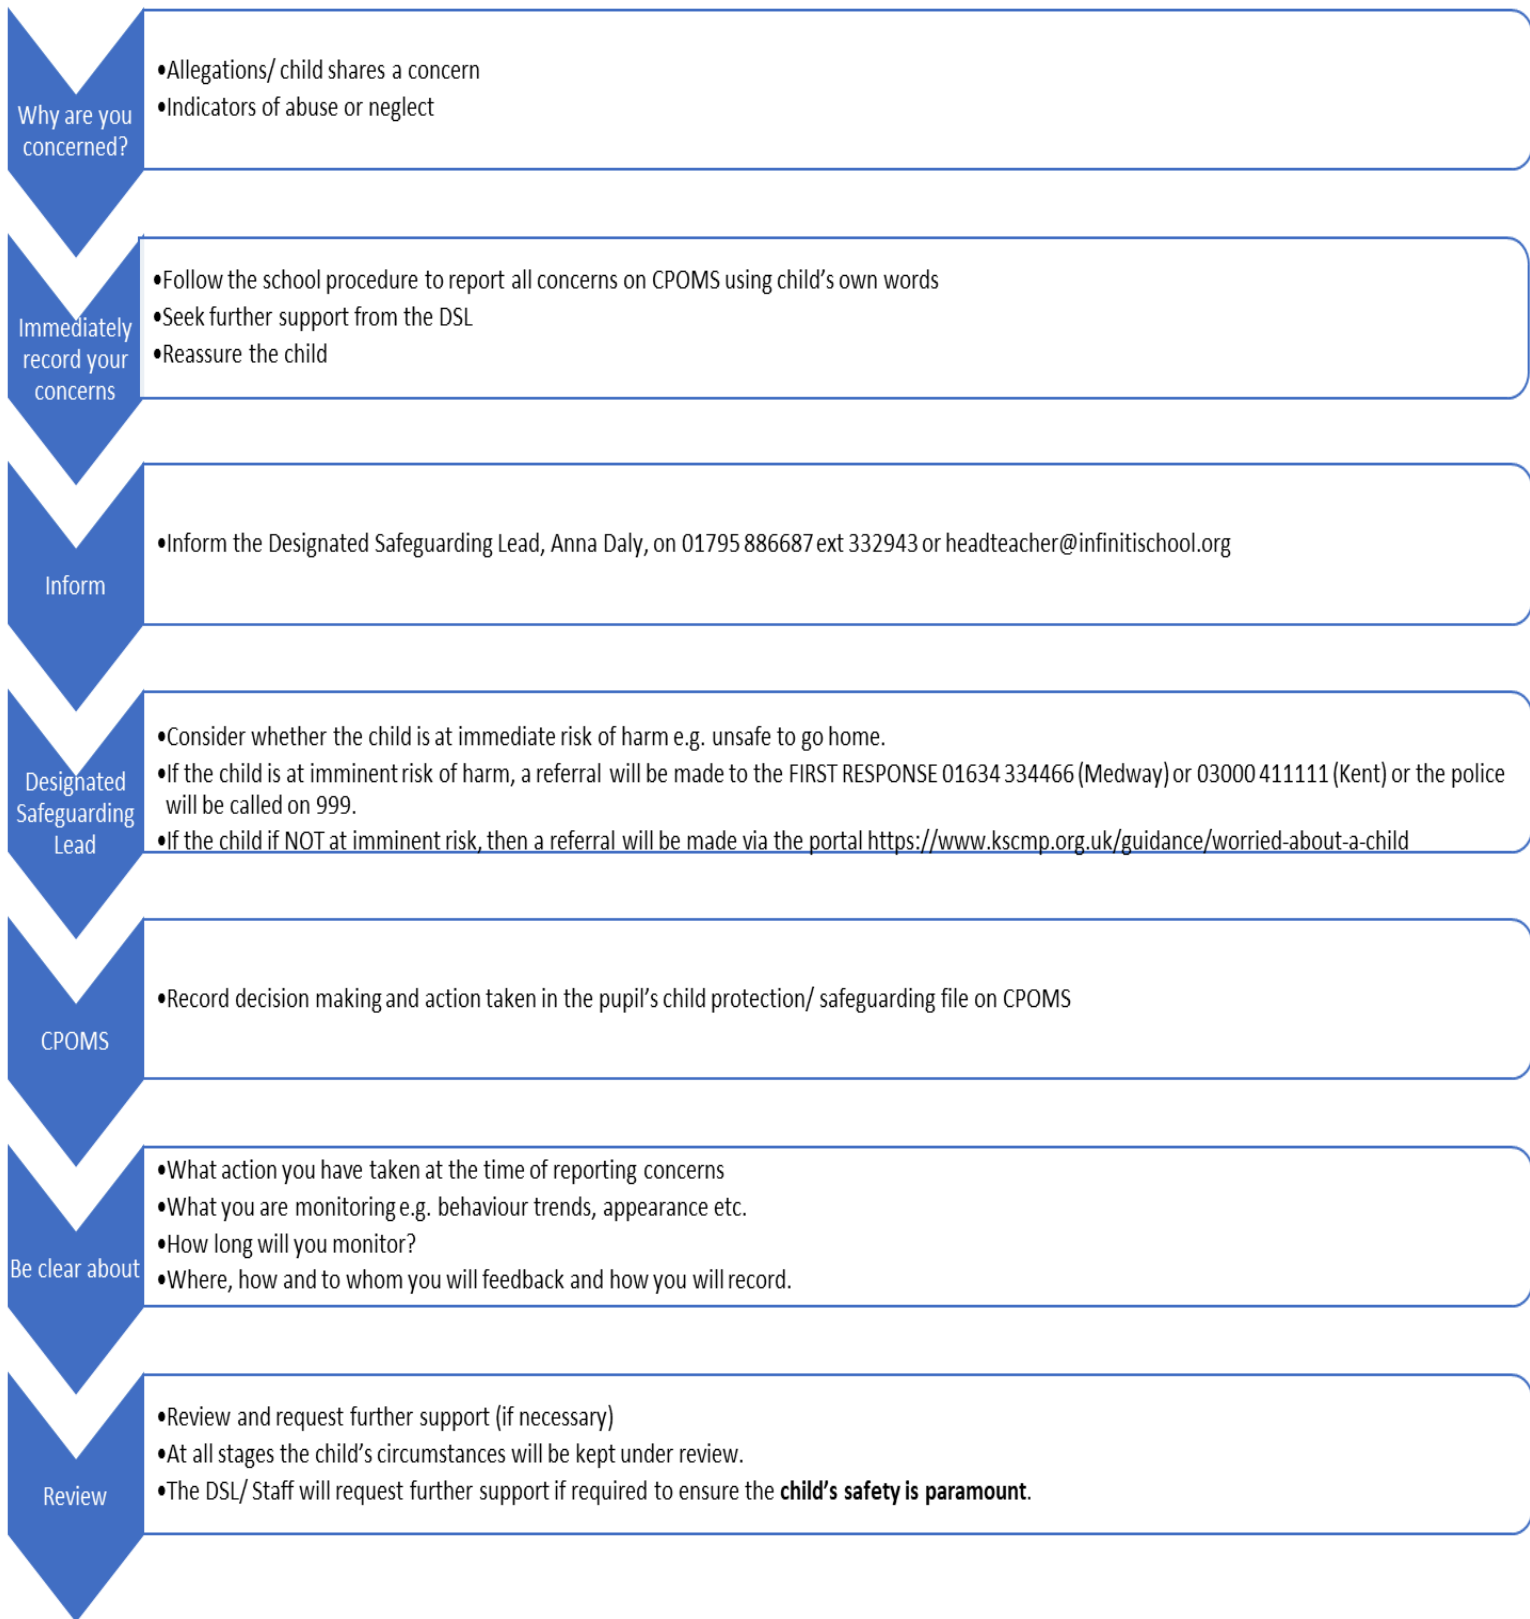 Why are you
concerned?
•Allegations/ child shares a concern
•Indicators of abuse or neglect
Immediately
record your
concerns
•Follow the school procedure to report all concerns on CPOMS using child's own words
•Seek further support from the DSL
•Reassure the child
Inform
•Inform the Designated Safeguarding Lead, Anna Daly, on 01795 886687 ext 332943 or headteacher@infinitischool.org
Designated
Safeguarding
Lead
•Consider whether the child is at immediate risk of harm e.g. unsafe to go home.
•If the child is at imminent risk of harm, a referral will be made to the FIRST RESPONSE 01634 334466 (Medway) or 03000 411111 (Kent) or the police
will be called on 999.
•If the child if NOT at imminent risk, then a referral will be made via the portal https://www.kscmp.org.uk/guidance/worried-about-a-child
CPOMS
•Record decision making and action taken in the pupil's child protection/ safeguarding file on CPOMS
Be clear about
•What action you have taken at the time of reporting concerns
•What you are monitoring e.g. behaviour trends, appearance etc.
•How long will you monitor?
•Where, how and to whom you will feedback and how you will record.
Review
•Review and request further support (if necessary)
•At all stages the child's circumstances will be kept under review.
•The DSL/ Staff will request further support if required to ensure the child's safety is paramount.